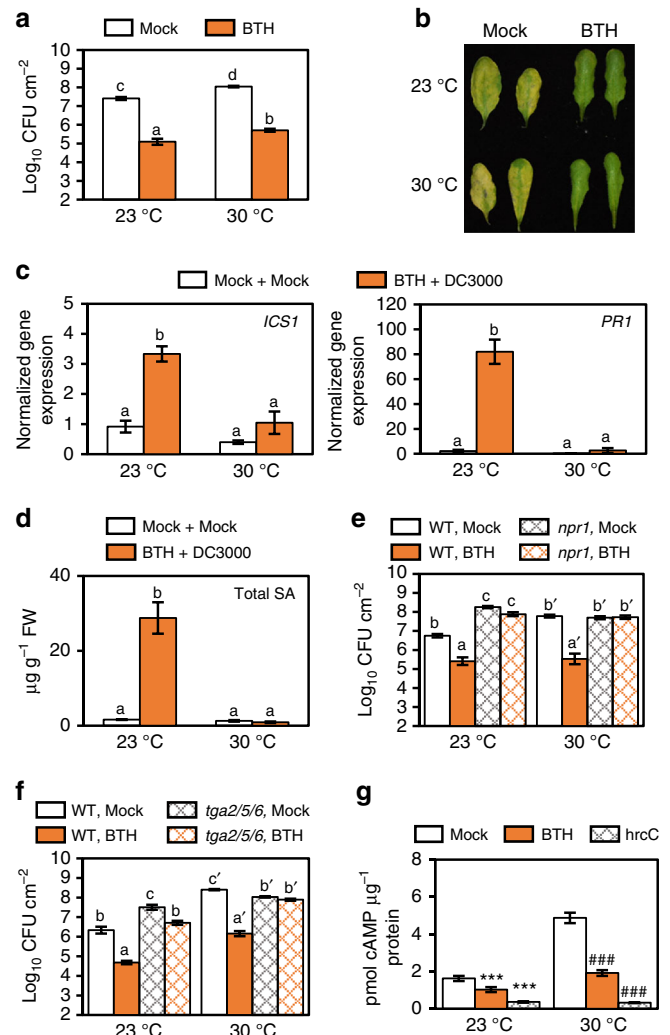 a
Mock BTH
Log10 CFU cm−2
10
9
8
7
6
5
4
3
2
c a d b
23 °C 30 °C
b
Mock BTH
23 °C
30 °C
c
Mock + Mock BTH + DC3000
Normalized gene expression
5
4
3
2
1
0
ICS1
a b a a
23 °C 30 °C
Normalized gene expression
120
100
80
60
40
20
0
PR1
a b a a
23 °C 30 °C
d
Mock + Mock
BTH + DC3000
μg g−1 FW
40
20
0
Total SA
a b a a
23 °C 30 °C
e
WT, Mock npr1, Mock
WT, BTH npr1, BTH
Log10 CFU cm−2
10
9
8
7
6
5
4
3
2
b a c c b′ a′ b′ b′
23 °C 30 °C
f
WT, Mock tga2/5/6, Mock
WT, BTH tga2/5/6, BTH
Log10 CFU cm−2
10
9
8
7
6
5
4
3
2
b a c b c′ a′ b′ b′
23 °C 30 °C
g
Mock BTH hrcC
pmol cAMP μg−1 protein
6
4
2
0
*** *** ### ###
23 °C 30 °C